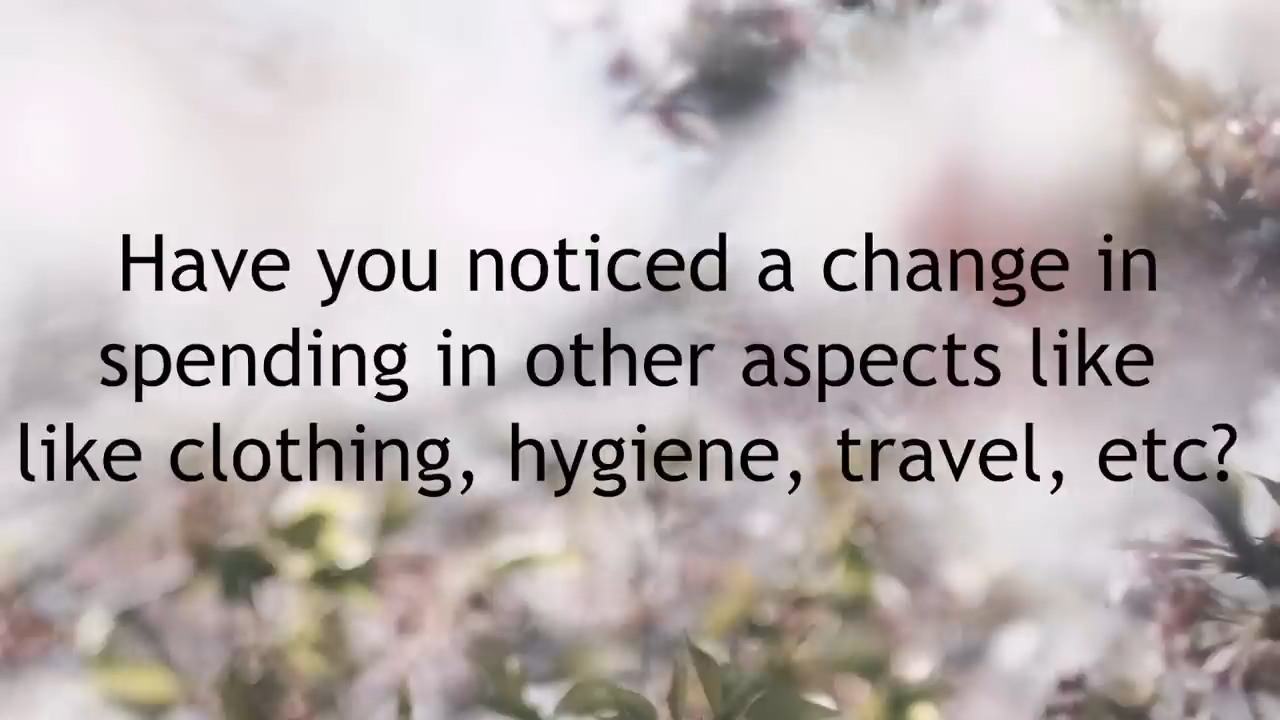 Have you noticed a change in
spending in other aspects like
like clothing, hygiene, travel, etc?